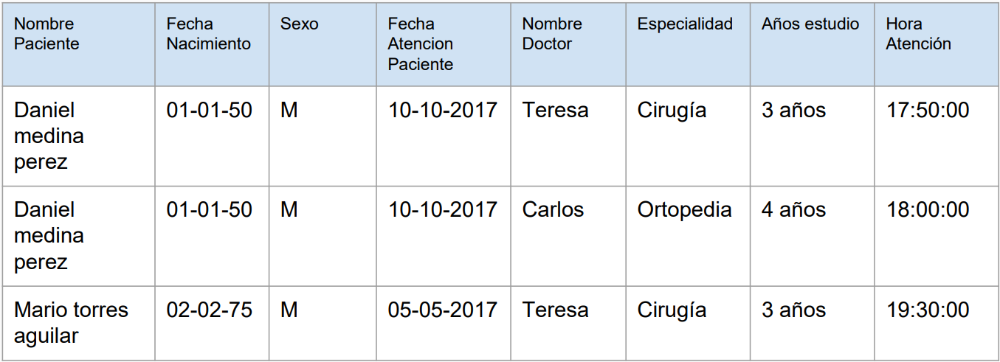 Nombre Paciente	Fecha Nacimiento	Sexo	Fecha Atencion Paciente	Nombre Doctor	Especialidad	Años estudio	Hora Atención
Daniel medina perez	01-01-50	M	10-10-2017	Teresa	Cirugía	3 años	17:50:00
Daniel medina perez	01-01-50	M	10-10-2017	Carlos	Ortopedia	4 años	18:00:00
Mario torres aguilar	02-02-75	M	05-05-2017	Teresa	Cirugía	3 años	19:30:00